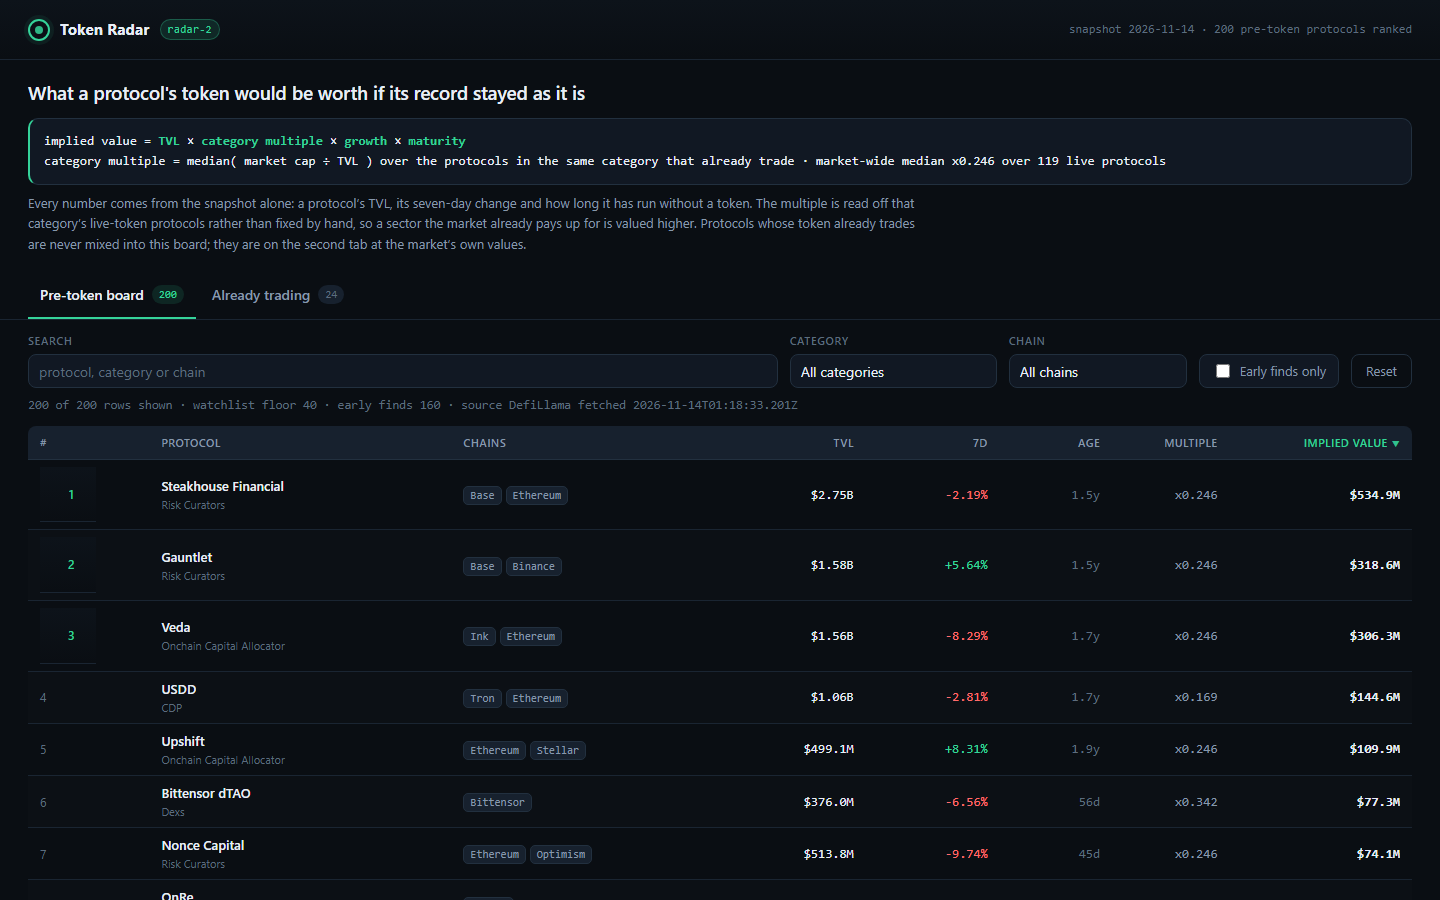 Token Radar radar-2 snapshot 2026-11-14 · 200 pre-token protocols ranked
What a protocol's token would be worth if its record stayed as it is
implied value = TVL × category multiple × growth × maturity
category multiple = median( market cap ÷ TVL ) over the protocols in the same category that already trade · market-wide median x0.246 over 119 live protocols
Every number comes from the snapshot alone: a protocol's TVL, its seven-day change and how long it has run without a token. The multiple is read off that
category's live-token protocols rather than fixed by hand, so a sector the market already pays up for is valued higher. Protocols whose token already trades
are never mixed into this board; they are on the second tab at the market's own values.
Pre-token board 200 Already trading 24
SEARCH CATEGORY CHAIN
protocol, category or chain All categories All chains Early finds only Reset
200 of 200 rows shown · watchlist floor 40 · early finds 160 · source DefiLlama fetched 2026-11-14T01:18:33.201Z
# PROTOCOL CHAINS TVL 7D AGE MULTIPLE IMPLIED VALUE ▼
1 Steakhouse Financial Base Ethereum $2.75B -2.19% 1.5y x0.246 $534.9M
Risk Curators
2 Gauntlet Base Binance $1.58B +5.64% 1.5y x0.246 $318.6M
Risk Curators
3 Veda Ink Ethereum $1.56B -8.29% 1.7y x0.246 $306.3M
Onchain Capital Allocator
4 USDD Tron Ethereum $1.06B -2.81% 1.7y x0.169 $144.6M
CDP
5 Upshift Ethereum Stellar $499.1M +8.31% 1.9y x0.246 $109.9M
Onchain Capital Allocator
6 Bittensor dTAO Bittensor $376.0M -6.56% 56d x0.342 $77.3M
Dexs
7 Nonce Capital Ethereum Optimism $513.8M -9.74% 45d x0.246 $74.1M
Risk Curators
OnRe